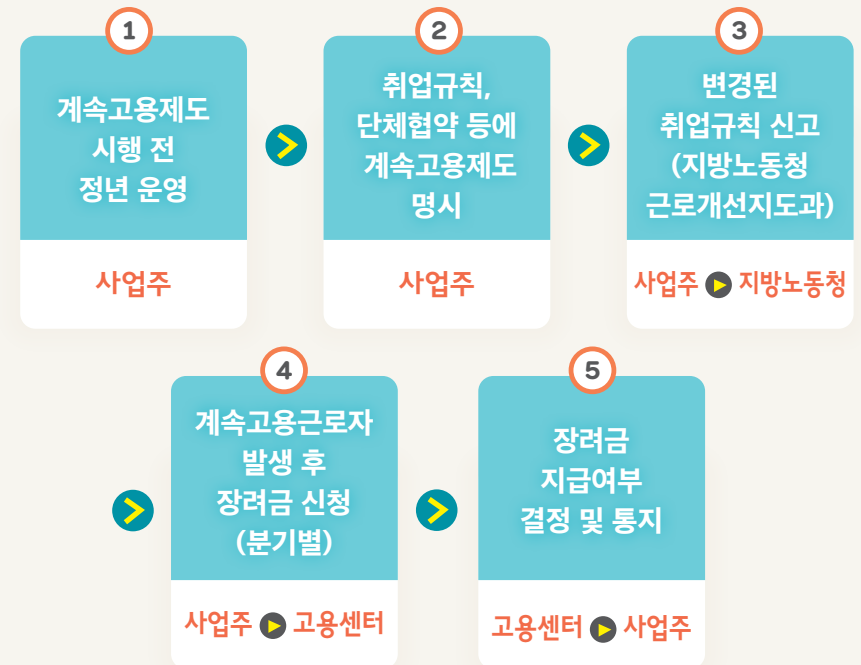 1
계속고용제도
시행 전
정년 운영
사업주
2
취업규칙,
단체협약 등에
계속고용제도
명시
사업주
3
변경된
취업규칙 신고
(지방노동청
근로개선지도과)
사업주 ▶ 지방노동청
4
계속고용근로자
발생 후
장려금 신청
(분기별)
사업주 ▶ 고용센터
5
장려금
지급여부
결정 및 통지
고용센터 ▶ 사업주